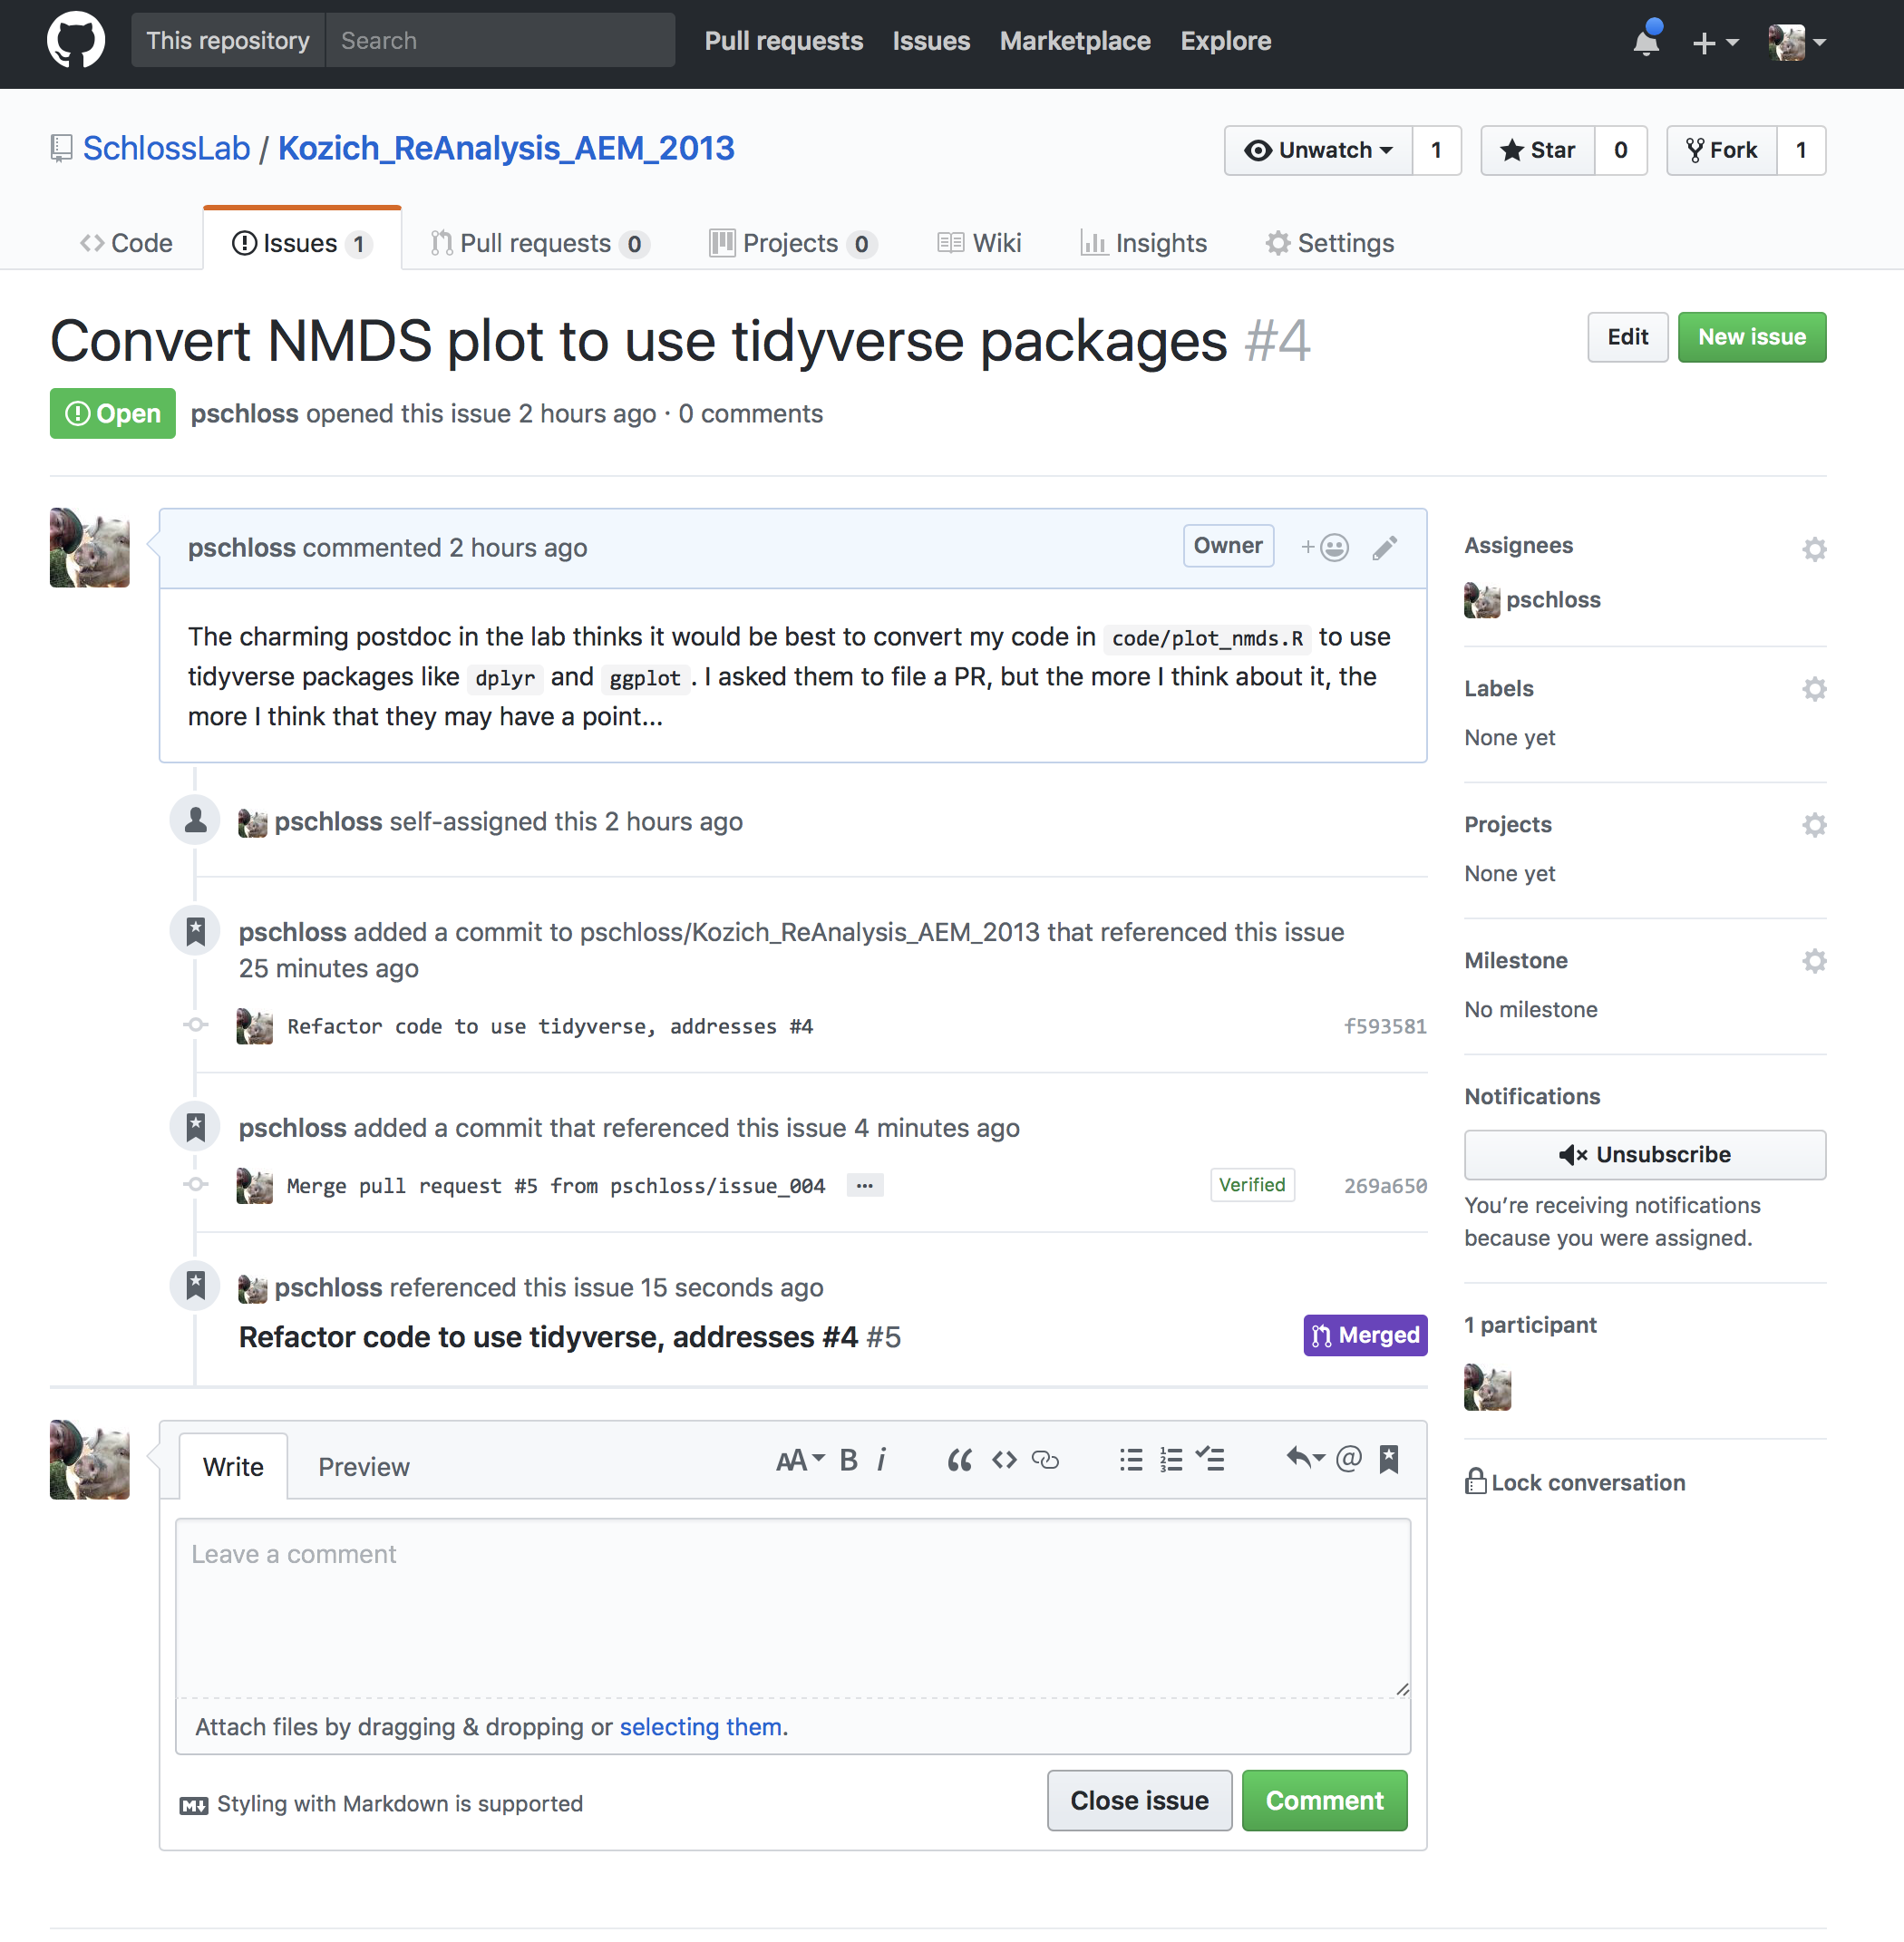 This repository Search Pull requests Issues Marketplace Explore
SchlossLab / Kozich_ReAnalysis_AEM_2013 Unwatch 1 Star 0 Fork 1
Code Issues 1 Pull requests 0 Projects 0 Wiki Insights Settings
Convert NMDS plot to use tidyverse packages #4 Edit New issue
Open pschloss opened this issue 2 hours ago · 0 comments
pschloss commented 2 hours ago Owner
The charming postdoc in the lab thinks it would be best to convert my code in code/plot_nmds.R to use
tidyverse packages like dplyr and ggplot. I asked them to file a PR, but the more I think about it, the
more I think that they may have a point...
pschloss self-assigned this 2 hours ago
pschloss added a commit to pschloss/Kozich_ReAnalysis_AEM_2013 that referenced this issue
25 minutes ago
Refactor code to use tidyverse, addresses #4 f593581
pschloss added a commit that referenced this issue 4 minutes ago
Merge pull request #5 from pschloss/issue_004 … Verified 269a650
pschloss referenced this issue 15 seconds ago
Refactor code to use tidyverse, addresses #4 #5 Merged
Assignees
pschloss
Labels
None yet
Projects
None yet
Milestone
No milestone
Notifications
Unsubscribe
You’re receiving notifications
because you were assigned.
1 participant
Lock conversation
Write Preview AA B i
Leave a comment
Attach files by dragging & dropping or selecting them.
Styling with Markdown is supported Close issue Comment